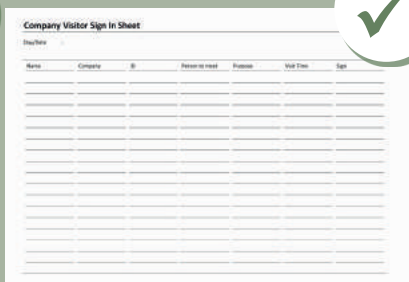 Company Visitor Sign In Sheet
Day/Date :
Name Company ID Person to meet Purpose Visit Time Sign